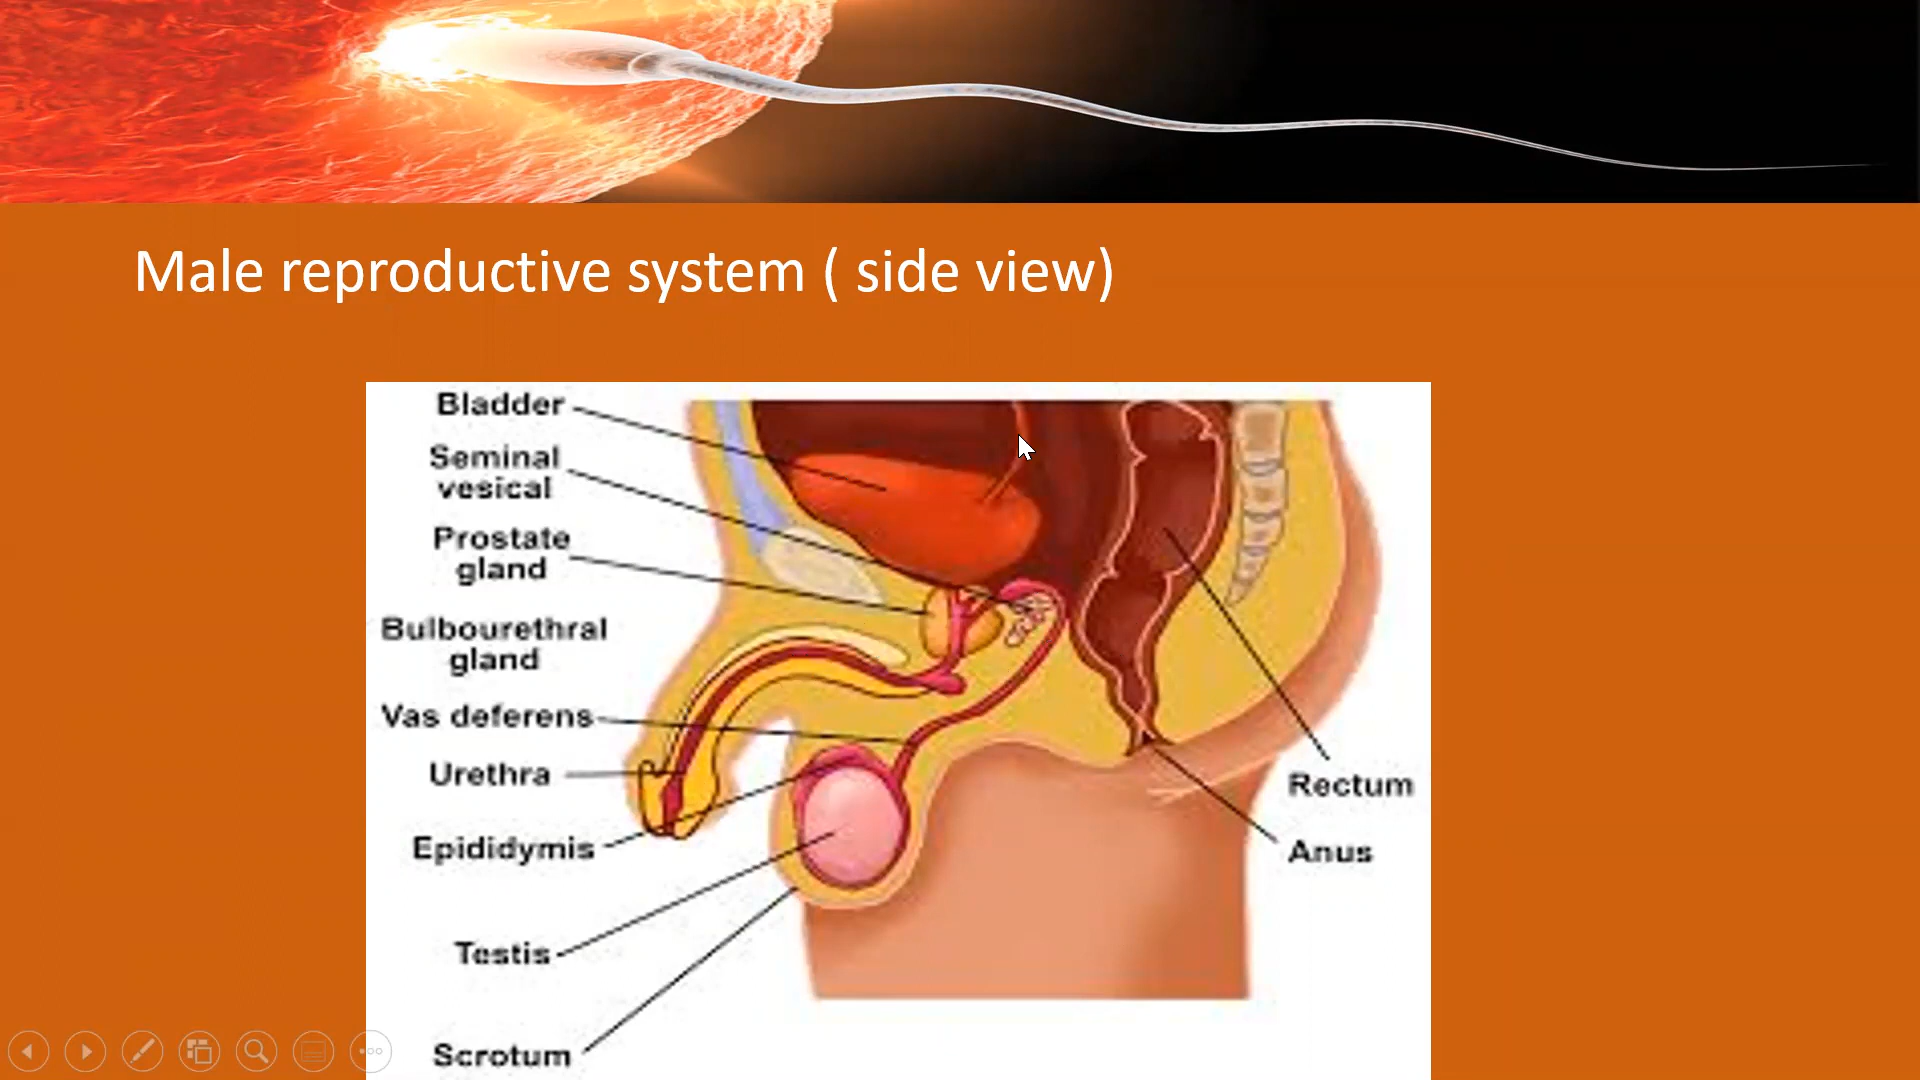 Male reproductive system ( side view)
Bladder
Seminal
vesical
Prostate
gland
Bulbourethral
gland
Vas deferens
Urethra
Epididymis
Testis
Scrotum
Rectum
Anus